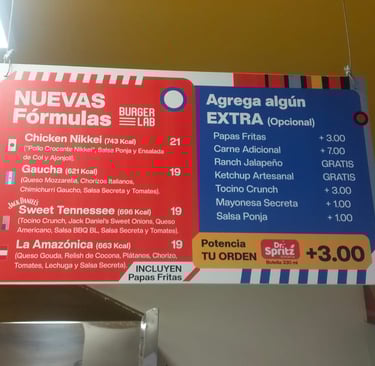 NUEVAS
Fórmulas
BURGER
LAB
Chicken Nikkei (743 Kcal) 21
("Pollo Crocante Nikkei", Salsa Ponja y Ensalada
de Col y Ajonjolí).
Gaucha (621 Kcal) 19
(Queso Mozzarella, Chorizo Italianos,
Chimichurri Gaucho, Salsa Secreta y Tomates).
JACK DANIEL'S
Sweet Tennessee (696 Kcal) 19
(Tocino Crunch, Jack Daniel's Sweet Onions, Queso
Americano, Salsa BBQ BL, Salsa Secreta y Tomates).
La Amazónica (663 Kcal) 19
(Queso Gouda, Relish de Cocona, Plátanos, Chorizo,
Tomates, Lechuga y Salsa Secreta)
INCLUYEN
Papas Fritas
Agrega algún
EXTRA (Opcional)
Papas Fritas + 3.00
Carne Adicional + 7.00
Ranch Jalapeño GRATIS
Ketchup Artesanal GRATIS
Tocino Crunch + 3.00
Mayonesa Secreta + 1.00
Salsa Ponja + 1.00
Potencia
TU ORDEN
Dr.
Spritz
Botella 330 ml
+3.00